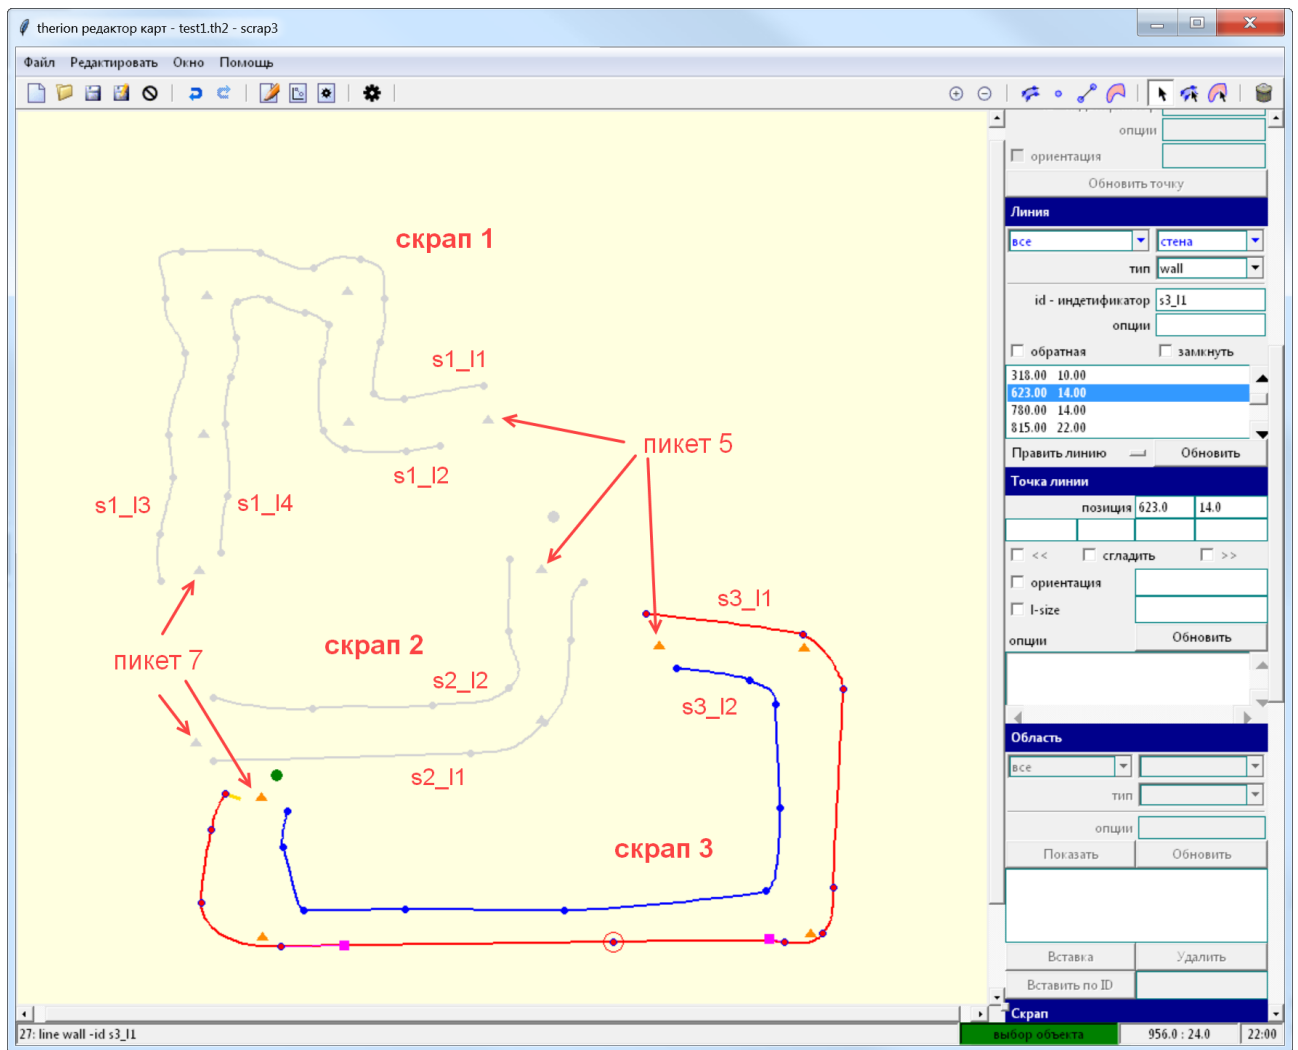 therion редактор карт - test1.th2 - scrap3
Файл Редактировать Окно Помощь
опции
ориентация
Обновить точку
Линия
все стена
тип wall
id - индетификатор s3_l1
опции
обратная замкнуть
318.00 10.00
623.00 14.00
780.00 14.00
815.00 22.00
Править линию Обновить
Точка линии
позиция 623.0 14.0
<< сгладить >>
ориентация
l-size
опции Обновить
Область
все
тип
опции
Показать Обновить
Вставка Удалить
Вставить по ID
Скрап
скрап 1
s1_l1
пикет 5
s1_l2
s1_l3
s1_l4
s3_l1
скрап 2
пикет 7
s2_l2
s3_l2
s2_l1
скрап 3
27: line wall -id s3_l1
выбор объекта 956.0 : 24.0 22:00